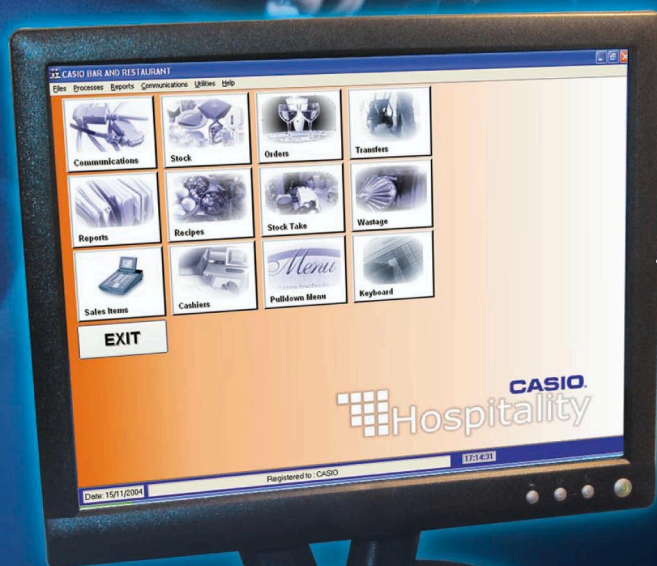 CASIO BAR AND RESTAURANT
Files Processes Reports Communications Utilities Help
Communications
Stock
Orders
Transfers
Reports
Recipes
Stock Take
Wastage
Sales Items
Cashiers
Menu
Pulldown Menu
Keyboard
EXIT
CASIO.
Hospitality
Date: 15/11/2004
Registered to : CASIO
17:14:31